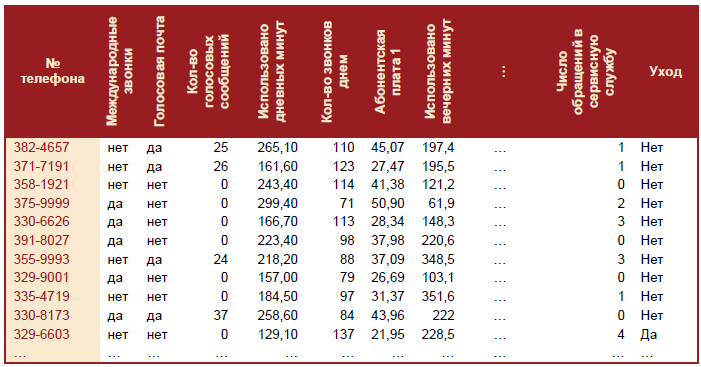 № телефона Международные звонки Голосовая почта Кол-во голосовых сообщений Использовано дневных минут Кол-во звонков днем Абонентская плата 1 Использовано вечерних минут … Число обращений в сервисную службу Уход
382-4657 нет да 25 265,10 110 45,07 197,4 … 1 Нет
371-7191 нет да 26 161,60 123 27,47 195,5 … 1 Нет
358-1921 нет нет 0 243,40 114 41,38 121,2 … 0 Нет
375-9999 да нет 0 299,40 71 50,90 61,9 … 2 Нет
330-6626 да нет 0 166,70 113 28,34 148,3 … 3 Нет
391-8027 да нет 0 223,40 98 37,98 220,6 … 0 Нет
355-9993 нет да 24 218,20 88 37,09 348,5 … 3 Нет
329-9001 да нет 0 157,00 79 26,69 103,1 … 0 Нет
335-4719 нет нет 0 184,50 97 31,37 351,6 … 1 Нет
330-8173 да да 37 258,60 84 43,96 222 … 0 Нет
329-6603 нет нет 0 129,10 137 21,95 228,5 … 4 Да
… … … … … … … … … … …